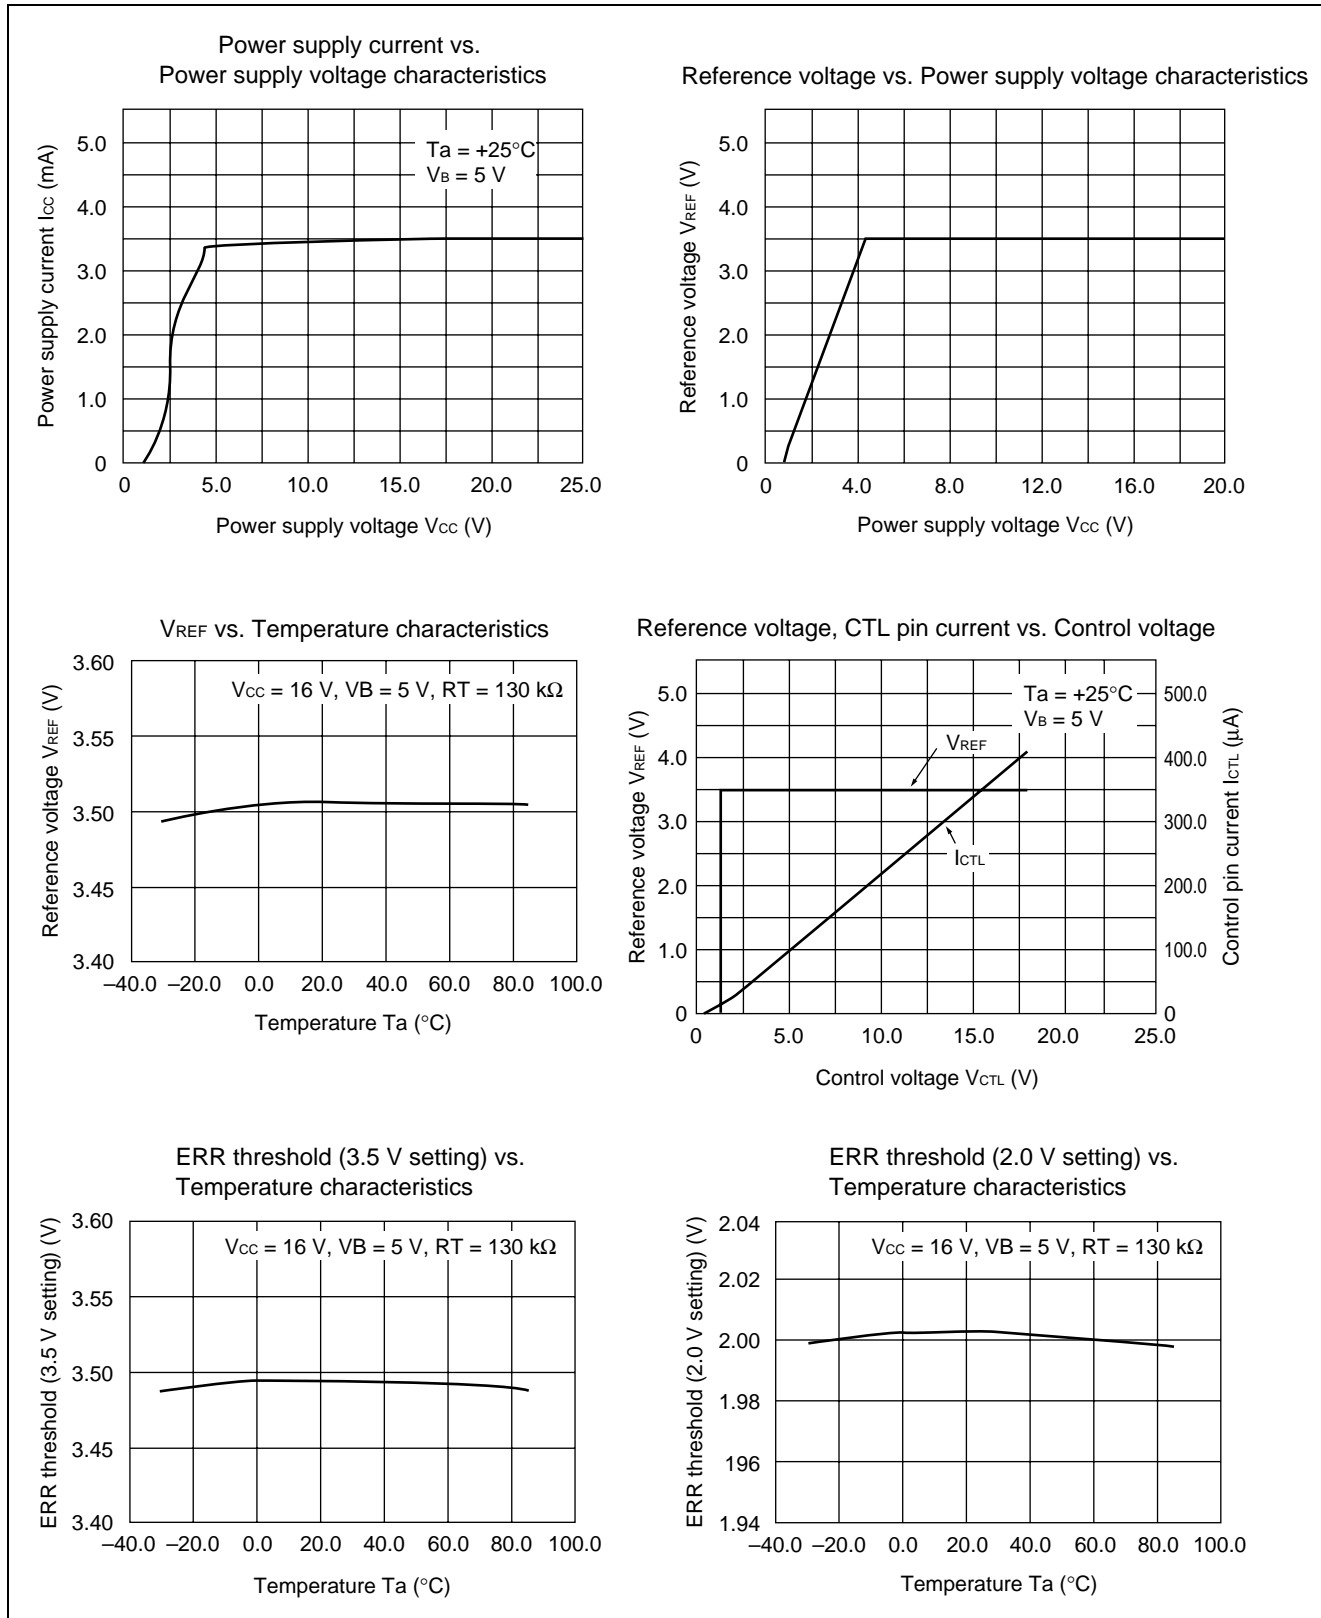 Power supply current vs.
Power supply voltage characteristics
5.0
4.0
3.0
2.0
1.0
0
Power supply current ICC (mA)
Ta = +25°C
VB = 5 V
0 5.0 10.0 15.0 20.0 25.0
Power supply voltage VCC (V)
Reference voltage vs. Power supply voltage characteristics
5.0
4.0
3.0
2.0
1.0
0
Reference voltage VREF (V)
0 4.0 8.0 12.0 16.0 20.0
Power supply voltage VCC (V)
VREF vs. Temperature characteristics
3.60
3.55
3.50
3.45
3.40
Reference voltage VREF (V)
VCC = 16 V, VB = 5 V, RT = 130 kΩ
–40.0 –20.0 0.0 20.0 40.0 60.0 80.0 100.0
Temperature Ta (°C)
Reference voltage, CTL pin current vs. Control voltage
5.0
4.0
3.0
2.0
1.0
0
Reference voltage VREF (V)
Ta = +25°C
VB = 5 V
VREF
ICTL
500.0
400.0
300.0
200.0
100.0
0
Control pin current ICTL (µA)
0 5.0 10.0 15.0 20.0 25.0
Control voltage VCTL (V)
ERR threshold (3.5 V setting) vs.
Temperature characteristics
3.60
3.55
3.50
3.45
3.40
ERR threshold (3.5 V setting) (V)
VCC = 16 V, VB = 5 V, RT = 130 kΩ
–40.0 –20.0 0.0 20.0 40.0 60.0 80.0 100.0
Temperature Ta (°C)
ERR threshold (2.0 V setting) vs.
Temperature characteristics
2.04
2.02
2.00
1.98
196
1.94
ERR threshold (2.0 V setting) (V)
VCC = 16 V, VB = 5 V, RT = 130 kΩ
–40.0 –20.0 0.0 20.0 40.0 60.0 80.0 100.0
Temperature Ta (°C)